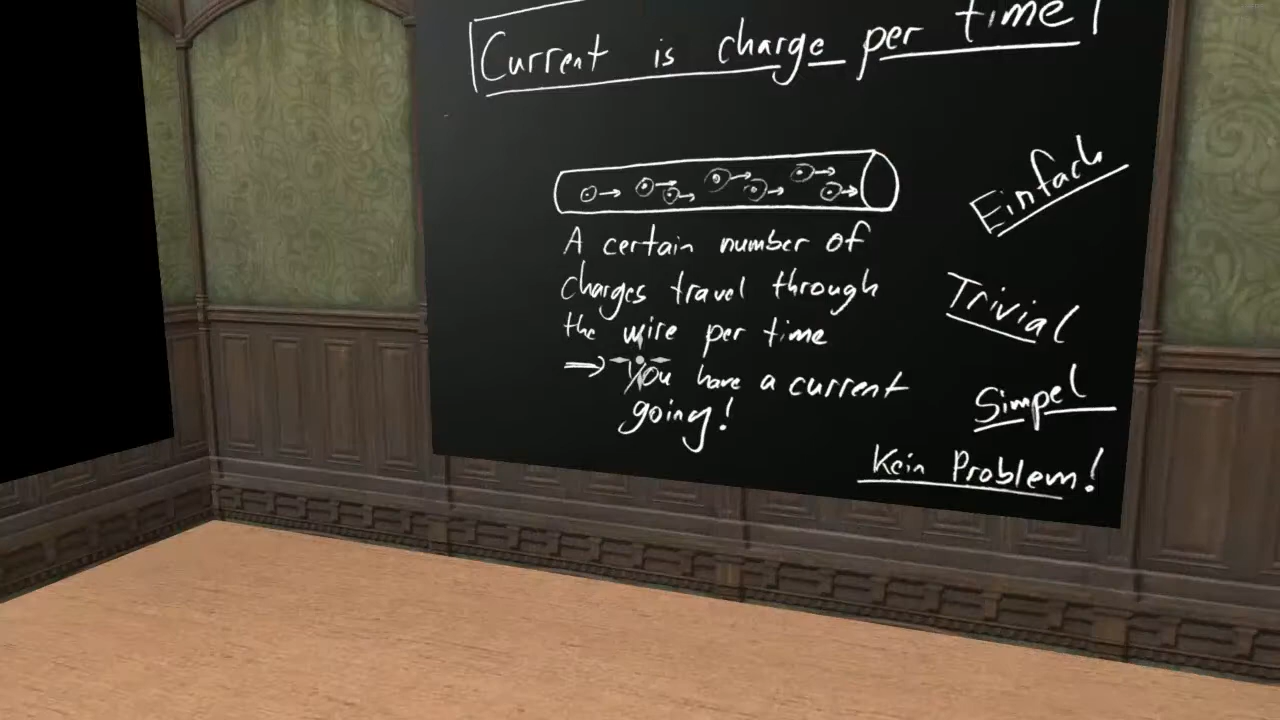 Current is charge per time!
A certain number of
charges travel through
the wire per time
⇒ You have a current
going!
Einfach
Trivial
Simpel
Kein Problem!